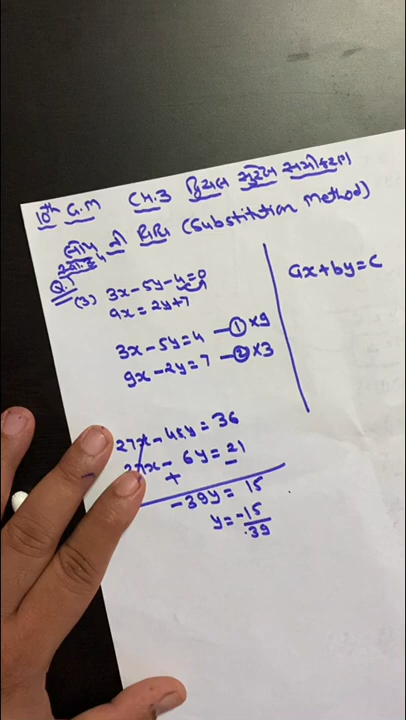 10th G.M CH.3 દ્વિચલ સુરેખ સમીકરણ
લોપ ની રીત (Substitution Method)
Q.1
(3) 3x-5y-4=0
9x=2y+7
3x-5y=4 -① ×9
9x-2y=7 -② ×3
27x-45y=36
27x- 6y=21
+ -
-39y= 15
y=-15
39
ax+by=c